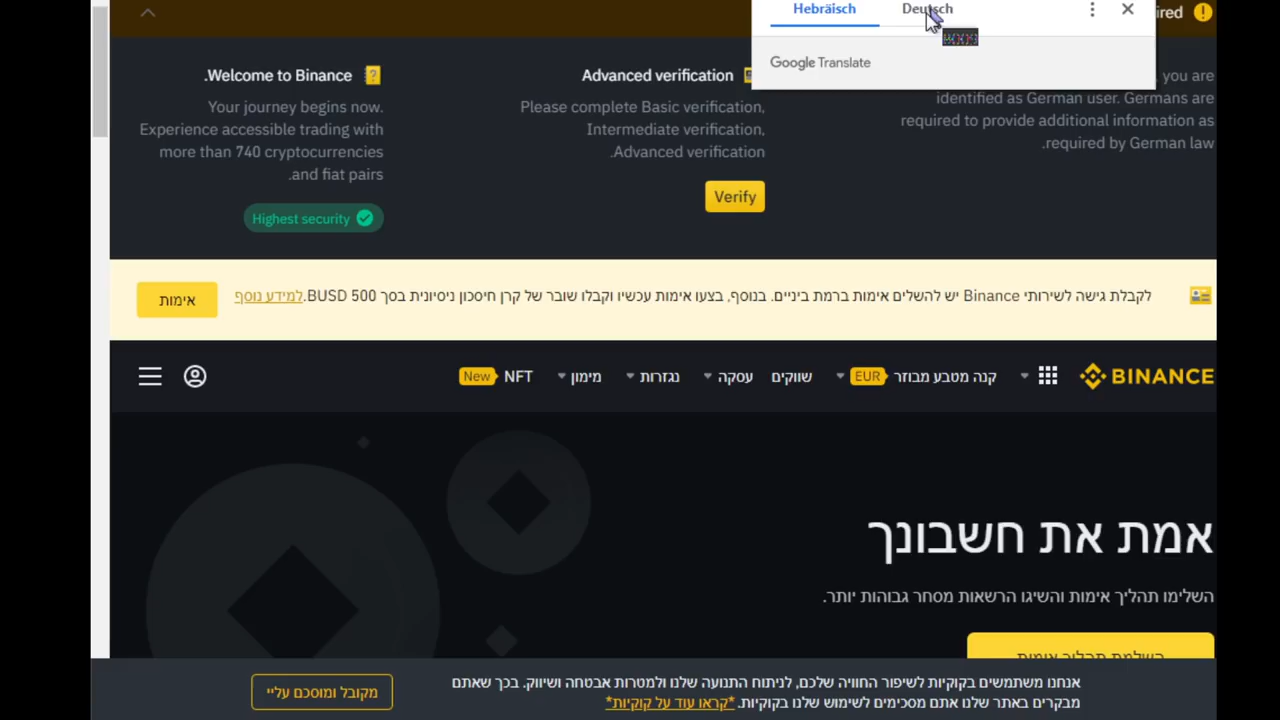 Hebräisch Deutsch
Google Translate
ired
you are
identified as German user. Germans are
required to provide additional information as
required by German law.
Advanced verification
Please complete Basic verification,
Intermediate verification,
Advanced verification.
Verify
Welcome to Binance.
Your journey begins now.
Experience accessible trading with
more than 740 cryptocurrencies
and fiat pairs.
Highest security
לקבלת גישה לשירותי Binance יש להשלים אימות ברמת ביניים. בנוסף, בצעו אימות עכשיו וקבלו שובר של קרן חיסכון ניסיונית בסך 500 BUSD.למידע נוסף
אימות
BINANCE
קנה מטבע מבוזר EUR
שווקים
עסקה
נגזרות
מימון
NFT New
אמת את חשבונך
השלימו תהליך אימות והשיגו הרשאות מסחר גבוהות יותר.
השלמת תהליך אימות
אנחנו משתמשים בקוקיות לשיפור החוויה שלכם, לניתוח התנועה שלנו ולמטרות אבטחה ושיווק. בכך שאתם
מבקרים באתר שלנו אתם מסכימים לשימוש שלנו בקוקיות. *קראו עוד על קוקיות*
מקובל ומוסכם עליי